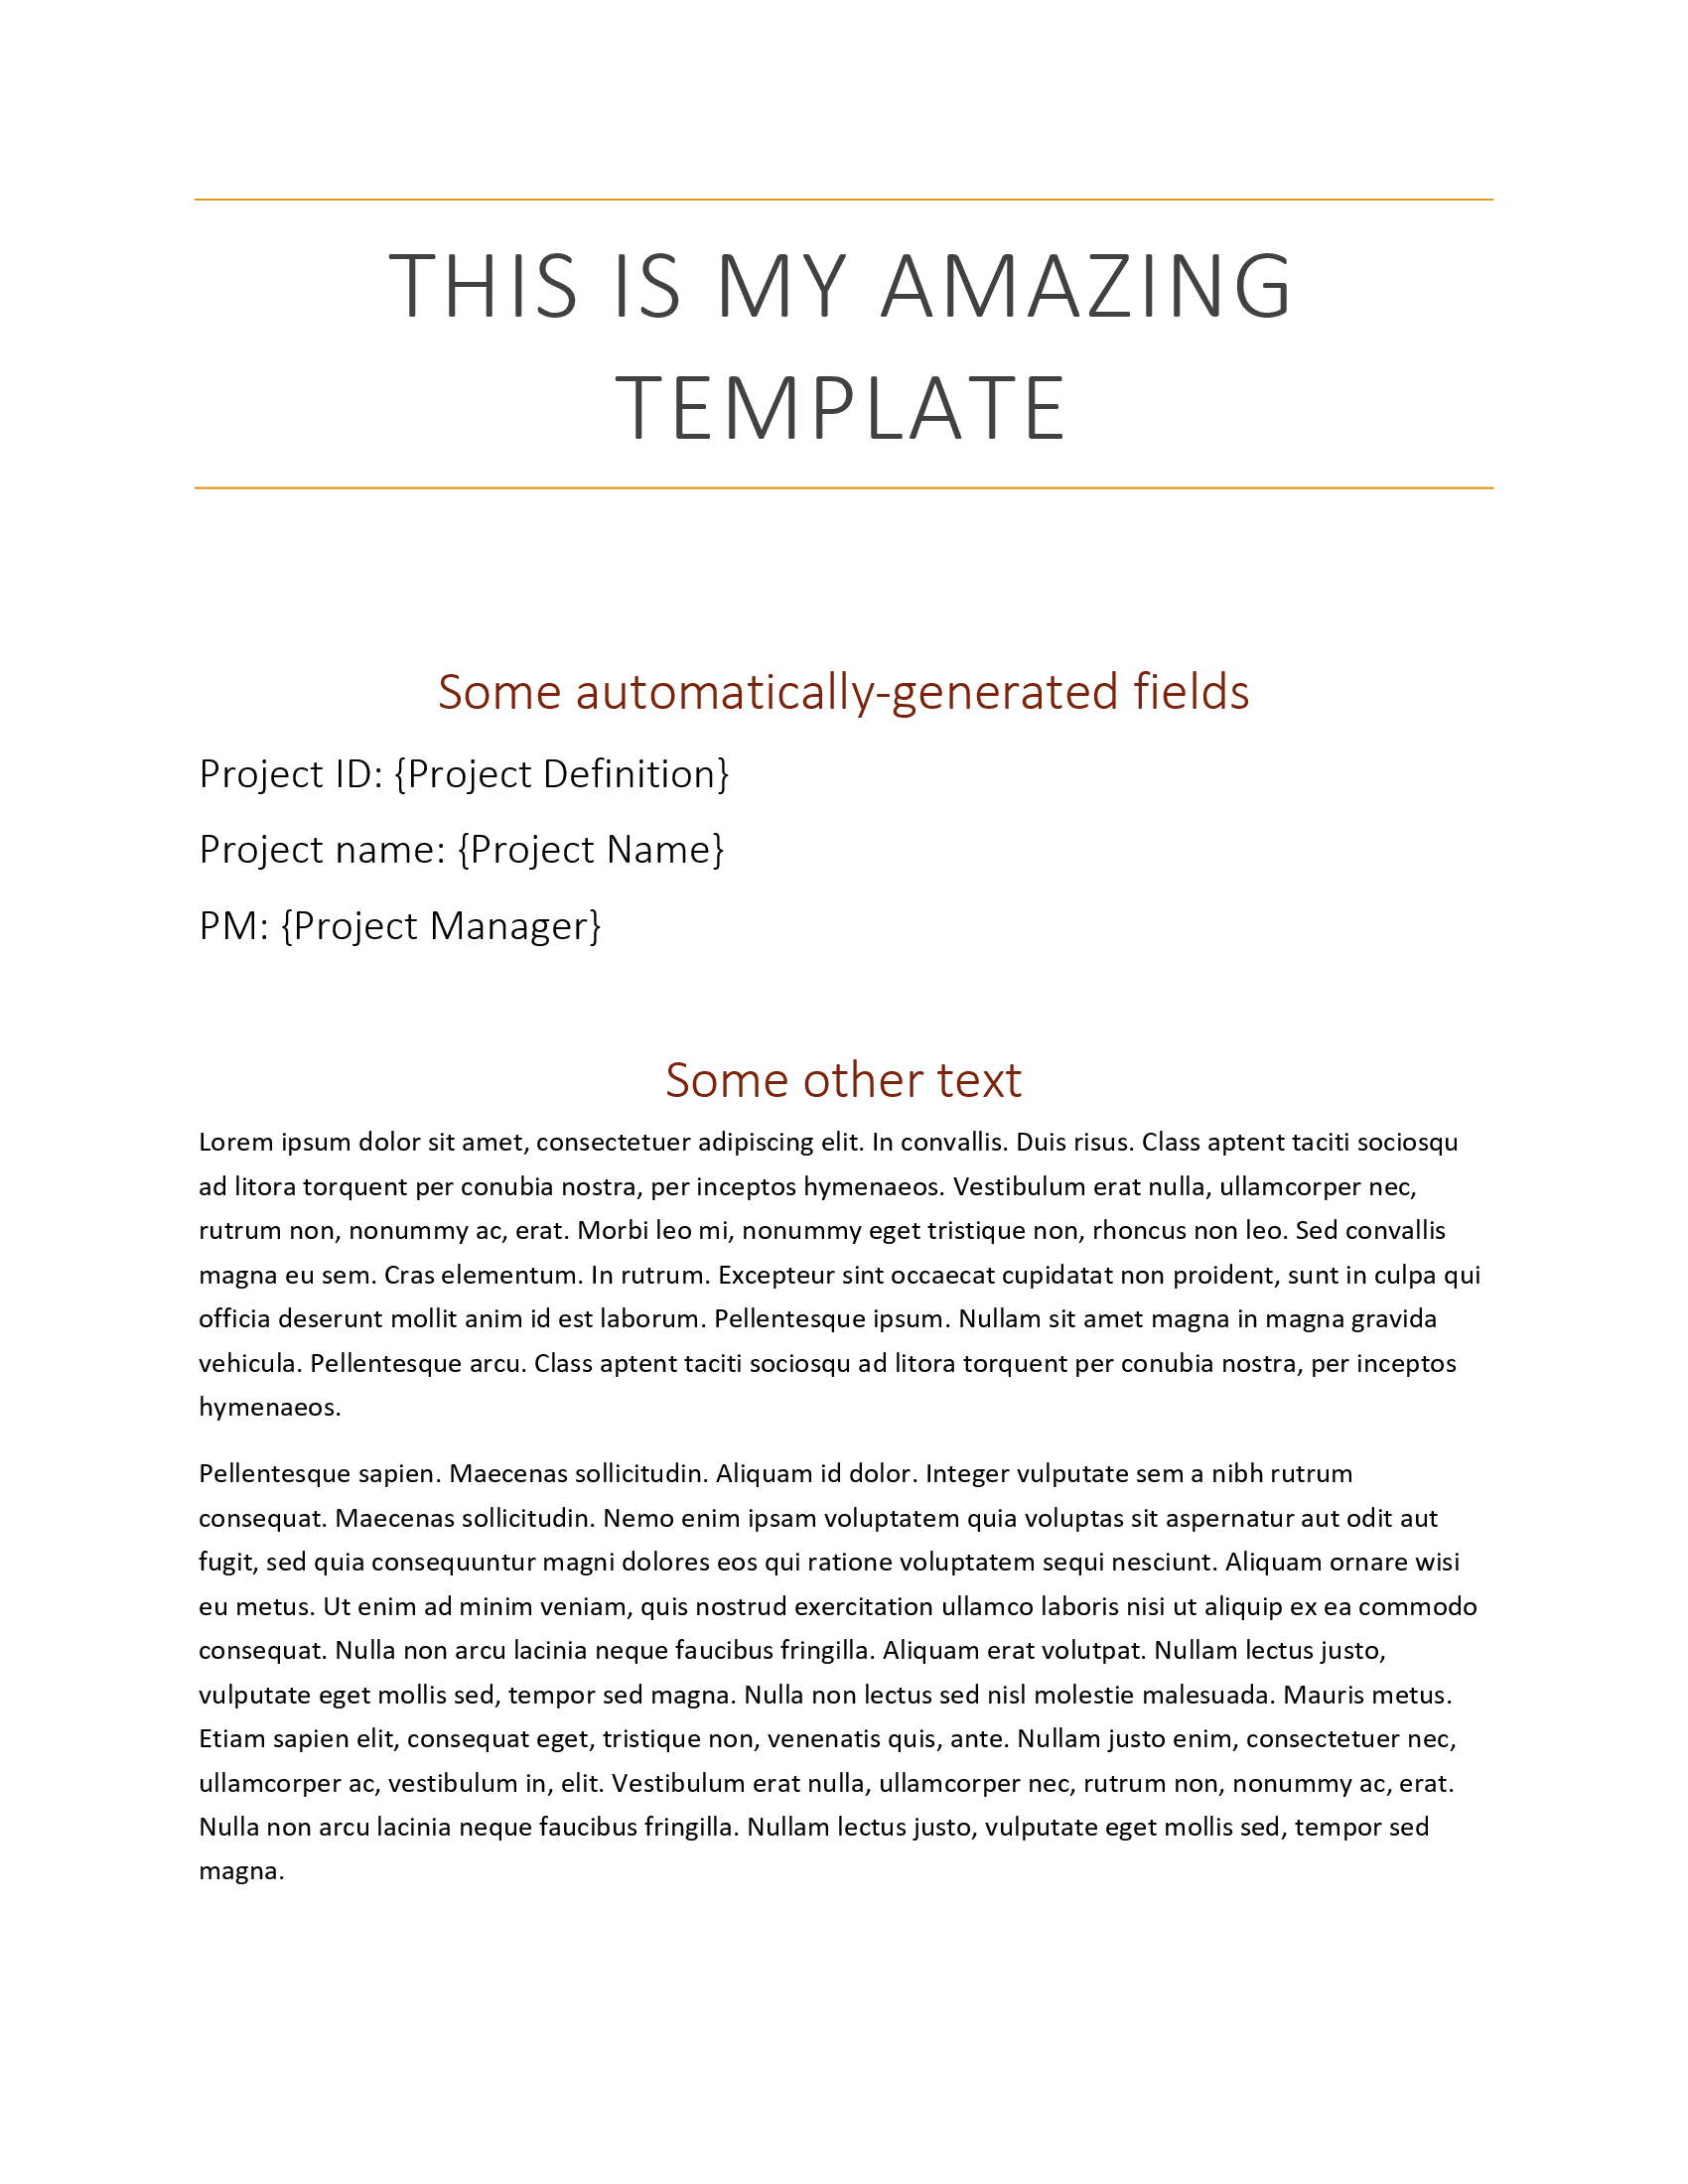 THIS IS MY AMAZING
TEMPLATE
Some automatically-generated fields
Project ID: {Project Definition}
Project name: {Project Name}
PM: {Project Manager}
Some other text
Lorem ipsum dolor sit amet, consectetuer adipiscing elit. In convallis. Duis risus. Class aptent taciti sociosqu
ad litora torquent per conubia nostra, per inceptos hymenaeos. Vestibulum erat nulla, ullamcorper nec,
rutrum non, nonummy ac, erat. Morbi leo mi, nonummy eget tristique non, rhoncus non leo. Sed convallis
magna eu sem. Cras elementum. In rutrum. Excepteur sint occaecat cupidatat non proident, sunt in culpa qui
officia deserunt mollit anim id est laborum. Pellentesque ipsum. Nullam sit amet magna in magna gravida
vehicula. Pellentesque arcu. Class aptent taciti sociosqu ad litora torquent per conubia nostra, per inceptos
hymenaeos.
Pellentesque sapien. Maecenas sollicitudin. Aliquam id dolor. Integer vulputate sem a nibh rutrum
consequat. Maecenas sollicitudin. Nemo enim ipsam voluptatem quia voluptas sit aspernatur aut odit aut
fugit, sed quia consequuntur magni dolores eos qui ratione voluptatem sequi nesciunt. Aliquam ornare wisi
eu metus. Ut enim ad minim veniam, quis nostrud exercitation ullamco laboris nisi ut aliquip ex ea commodo
consequat. Nulla non arcu lacinia neque faucibus fringilla. Aliquam erat volutpat. Nullam lectus justo,
vulputate eget mollis sed, tempor sed magna. Nulla non lectus sed nisl molestie malesuada. Mauris metus.
Etiam sapien elit, consequat eget, tristique non, venenatis quis, ante. Nullam justo enim, consectetuer nec,
ullamcorper ac, vestibulum in, elit. Vestibulum erat nulla, ullamcorper nec, rutrum non, nonummy ac, erat.
Nulla non arcu lacinia neque faucibus fringilla. Nullam lectus justo, vulputate eget mollis sed, tempor sed
magna.